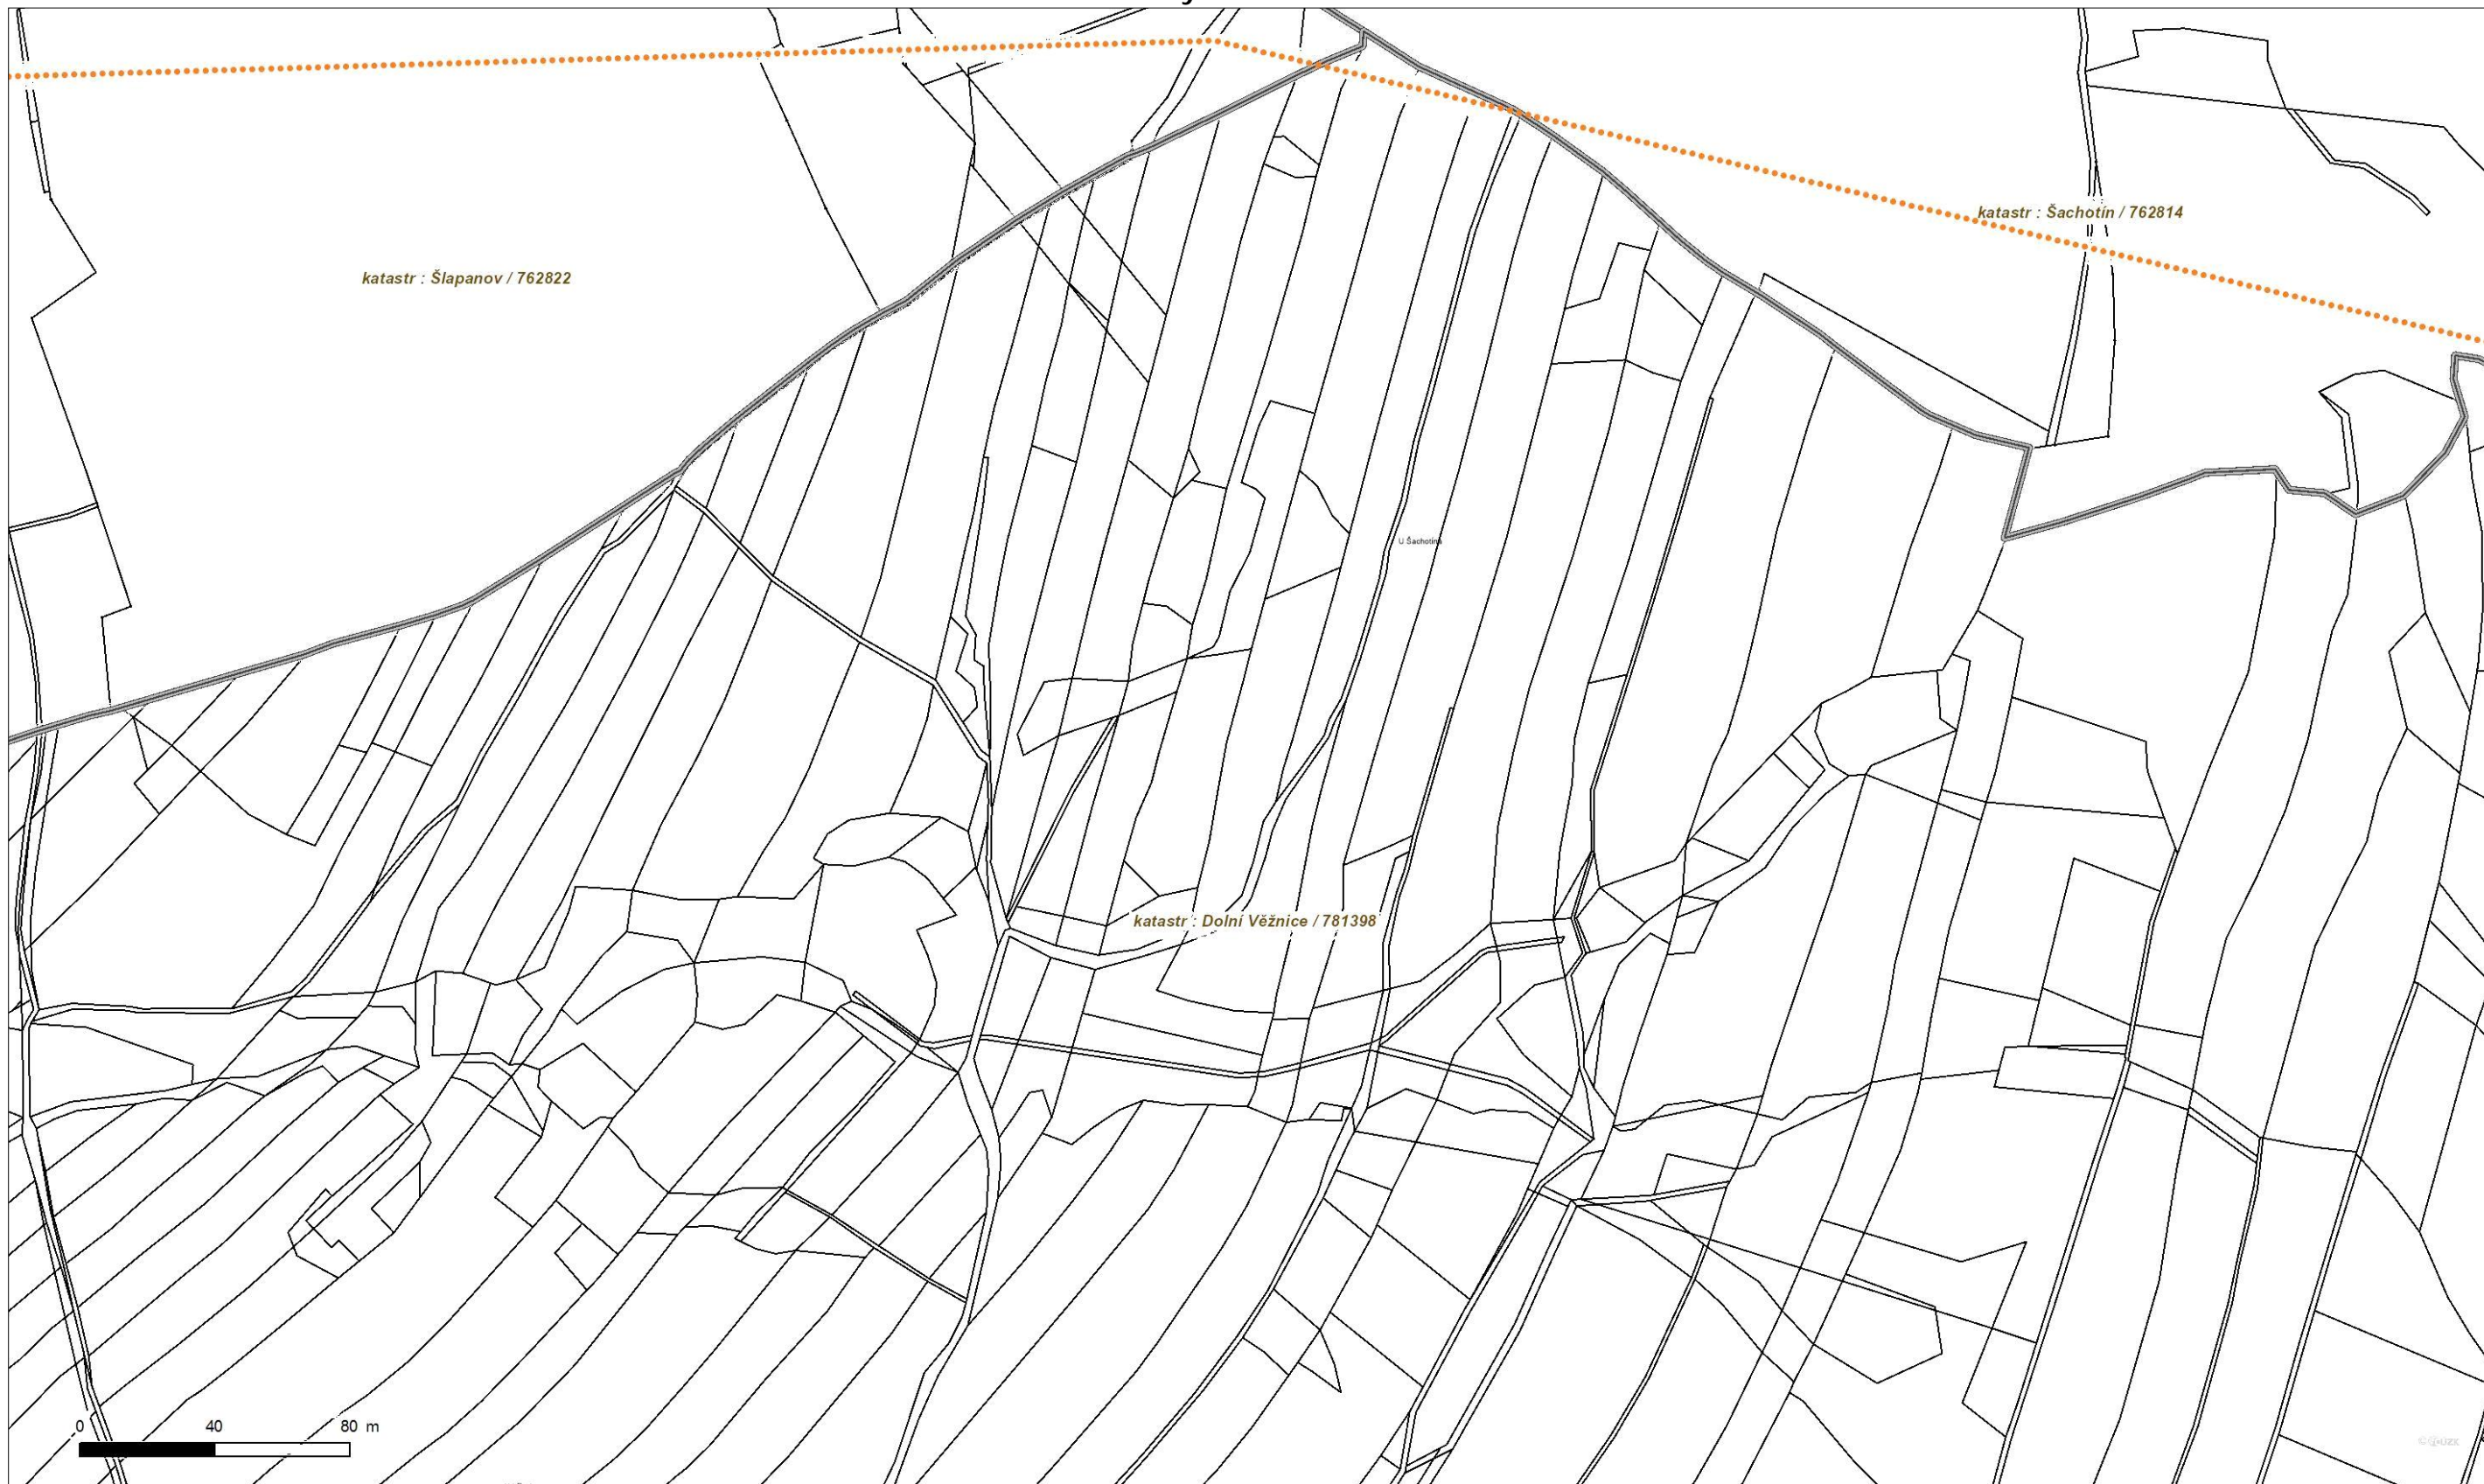 katastr : Šachotín / 762814
katastr : Šlapanov / 762822
U Šachotína
katastr : Dolní Věžnice / 781398
0 40 80 m